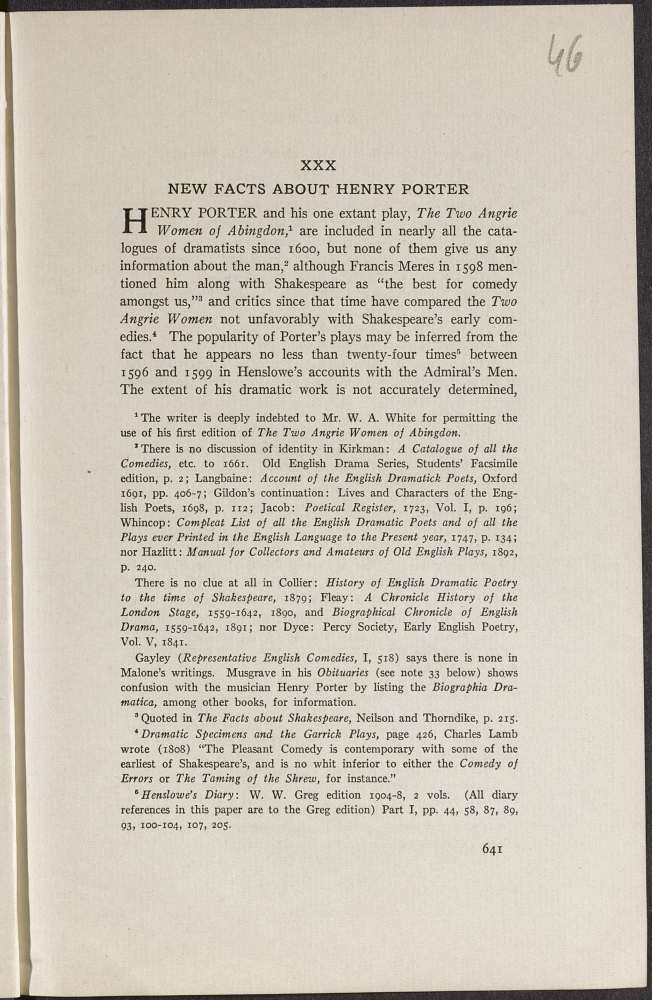 46
XXX
NEW FACTS ABOUT HENRY PORTER
HENRY PORTER and his one extant play, The Two Angrie
Women of Abingdon,¹ are included in nearly all the cata-
logues of dramatists since 1600, but none of them give us any
information about the man,² although Francis Meres in 1598 men-
tioned him along with Shakespeare as “the best for comedy
amongst us,”³ and critics since that time have compared the Two
Angrie Women not unfavorably with Shakespeare’s early com-
edies.⁴ The popularity of Porter’s plays may be inferred from the
fact that he appears no less than twenty-four times⁵ between
1596 and 1599 in Henslowe’s accounts with the Admiral’s Men.
The extent of his dramatic work is not accurately determined,
¹ The writer is deeply indebted to Mr. W. A. White for permitting the
use of his first edition of The Two Angrie Women of Abingdon.
² There is no discussion of identity in Kirkman: A Catalogue of all the
Comedies, etc. to 1661. Old English Drama Series, Students’ Facsimile
edition, p. 2; Langbaine: Account of the English Dramatick Poets, Oxford
1691, pp. 406-7; Gildon’s continuation: Lives and Characters of the Eng-
lish Poets, 1698, p. 112; Jacob: Poetical Register, 1723, Vol. I, p. 196;
Whincop: Compleat List of all the English Dramatic Poets and of all the
Plays ever Printed in the English Language to the Present year, 1747, p. 134;
nor Hazlitt: Manual for Collectors and Amateurs of Old English Plays, 1892,
p. 240.
There is no clue at all in Collier: History of English Dramatic Poetry
to the time of Shakespeare, 1879; Fleay: A Chronicle History of the
London Stage, 1559-1642, 1890, and Biographical Chronicle of English
Drama, 1559-1642, 1891; nor Dyce: Percy Society, Early English Poetry,
Vol. V, 1841.
Gayley (Representative English Comedies, I, 518) says there is none in
Malone’s writings. Musgrave in his Obituaries (see note 33 below) shows
confusion with the musician Henry Porter by listing the Biographia Dra-
matica, among other books, for information.
³ Quoted in The Facts about Shakespeare, Neilson and Thorndike, p. 215.
⁴ Dramatic Specimens and the Garrick Plays, page 426, Charles Lamb
wrote (1808) “The Pleasant Comedy is contemporary with some of the
earliest of Shakespeare’s, and is no whit inferior to either the Comedy of
Errors or The Taming of the Shrew, for instance.”
⁵ Henslowe’s Diary: W. W. Greg edition 1904-8, 2 vols. (All diary
references in this paper are to the Greg edition) Part I, pp. 44, 58, 87, 89,
93, 100-104, 107, 205.
641